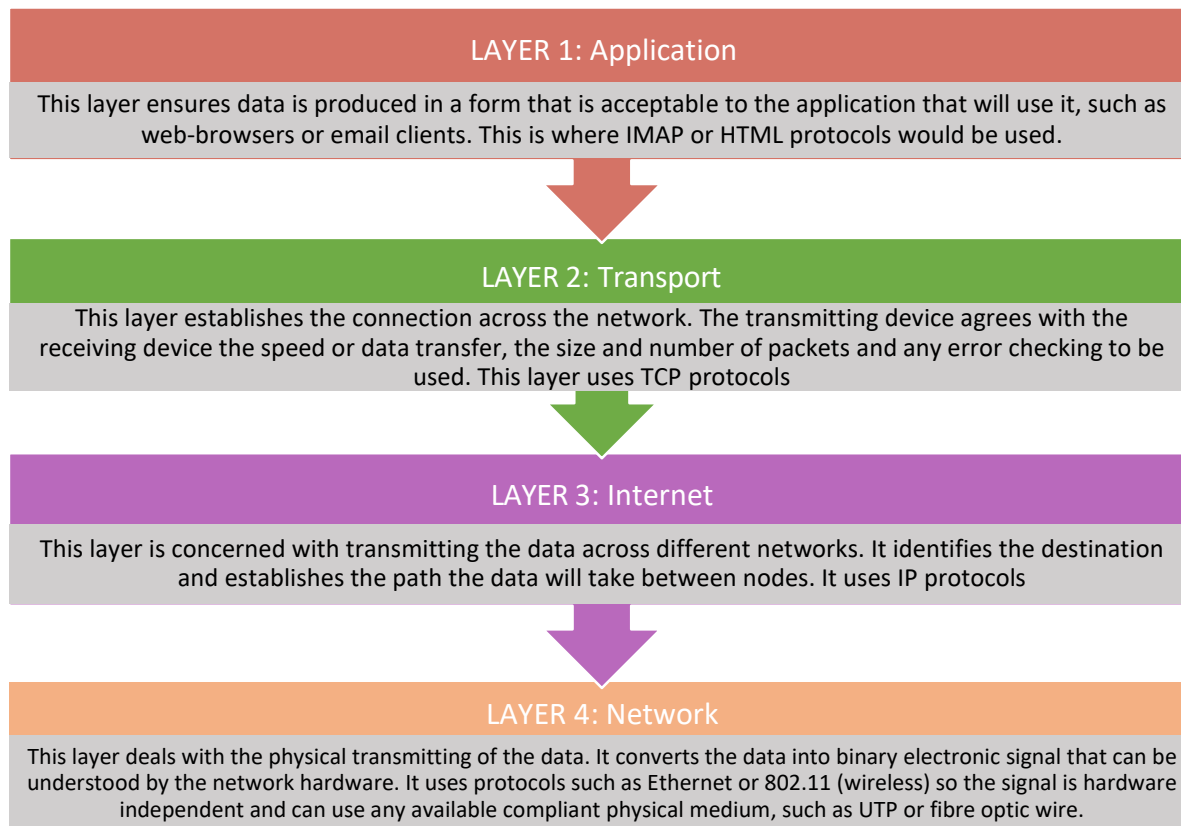 LAYER 1: Application
This layer ensures data is produced in a form that is acceptable to the application that will use it, such as
web-browsers or email clients. This is where IMAP or HTML protocols would be used.
LAYER 2: Transport
This layer establishes the connection across the network. The transmitting device agrees with the
receiving device the speed or data transfer, the size and number of packets and any error checking to be
used. This layer uses TCP protocols
LAYER 3: Internet
This layer is concerned with transmitting the data across different networks. It identifies the destination
and establishes the path the data will take between nodes. It uses IP protocols
LAYER 4: Network
This layer deals with the physical transmitting of the data. It converts the data into binary electronic signal that can be
understood by the network hardware. It uses protocols such as Ethernet or 802.11 (wireless) so the signal is hardware
independent and can use any available compliant physical medium, such as UTP or fibre optic wire.